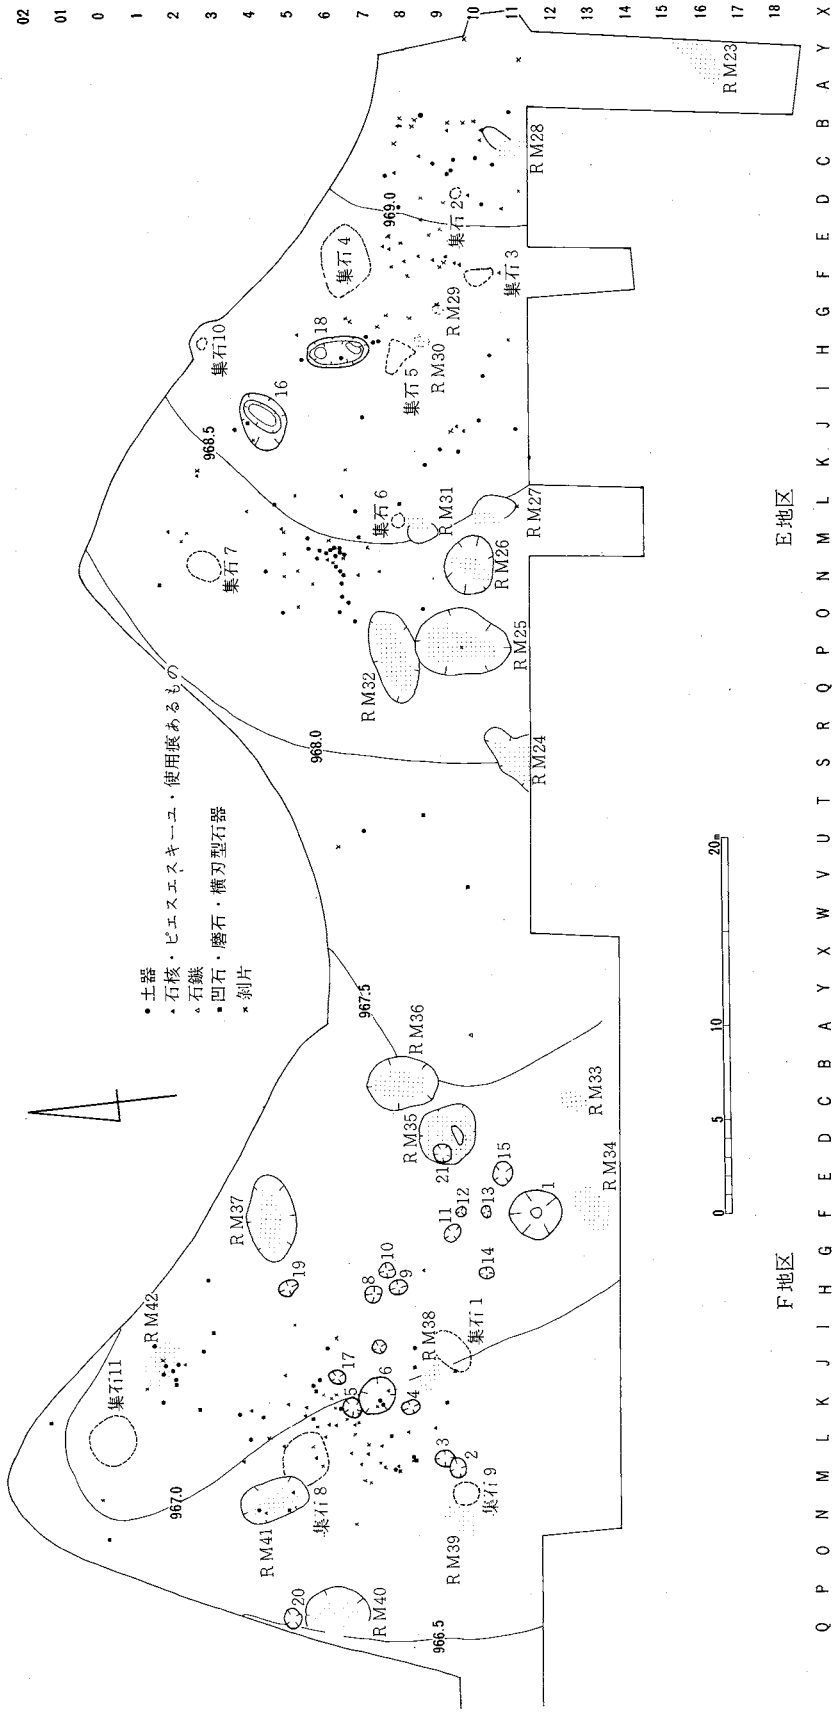 02
01
0
1
2
3
4
5
6
7
8
9
10
11
12
13
14
15
16
17
18
X
Y
A
B
C
D
E
F
G
H
I
J
K
L
M
N
O
P
Q
R
S
T
U
V
W
X
Y
A
B
C
D
E
F
G
H
I
J
K
L
M
N
O
P
Q
● 土器
▲ 石核・ピエスエスキーユ・使用痕あるもの
△ 石鏃
■ 凹石・磨石・横刃型石器
× 剝片
RM23
RM28
969.0
集石2
集石4
集石3
RM29
集石10
18
RM30
集石5
16
968.5
集石6
RM31
RM27
集石7
RM26
RM25
RM32
RM24
968.0
E地区
967.5
RM36
RM35
21
RM33
15
RM34
12
13
11
1
RM37
10
9
8
14
19
RM42
RM38
集石1
17
6
5
4
集石11
3
2
集石9
集石8
RM41
RM39
967.0
20
RM40
966.5
F地区
0
5
10
20m